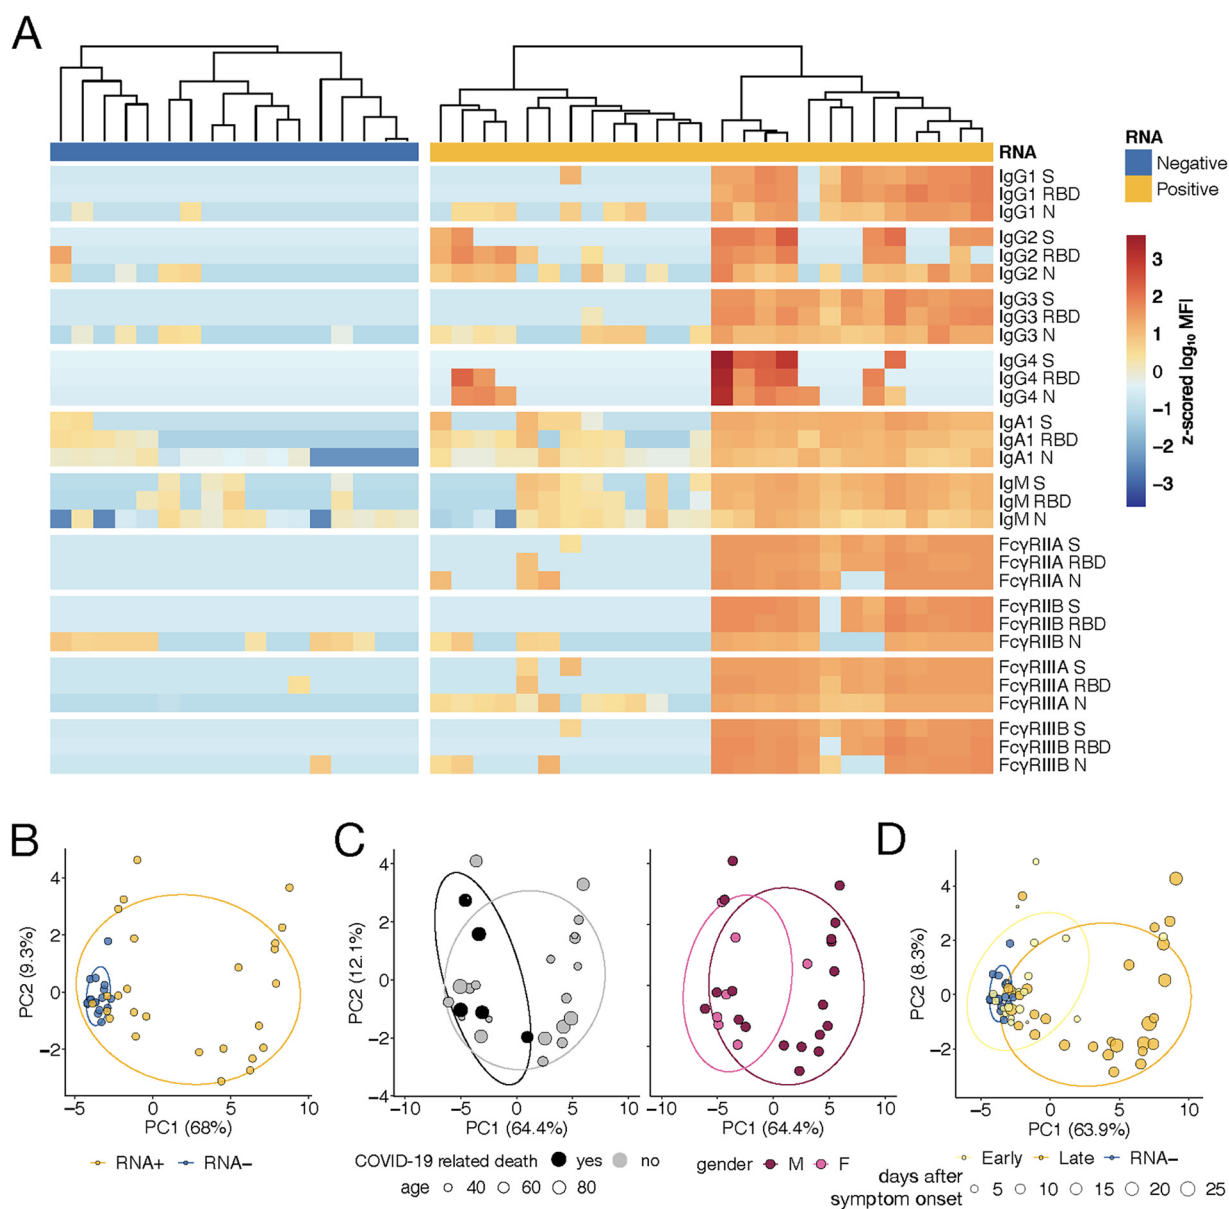 A
RNA
IgG1 S
IgG1 RBD
IgG1 N
IgG2 S
IgG2 RBD
IgG2 N
IgG3 S
IgG3 RBD
IgG3 N
IgG4 S
IgG4 RBD
IgG4 N
IgA1 S
IgA1 RBD
IgA1 N
IgM S
IgM RBD
IgM N
FcγRIIA S
FcγRIIA RBD
FcγRIIA N
FcγRIIB S
FcγRIIB RBD
FcγRIIB N
FcγRIIIA S
FcγRIIIA RBD
FcγRIIIA N
FcγRIIIB S
FcγRIIIB RBD
FcγRIIIB N
RNA
Negative
Positive
3
2
1
0
−1
−2
−3
z-scored log₁₀ MFI
B
PC2 (9.3%)
4
2
0
−2
−5 0 5 10
PC1 (68%)
RNA+ RNA−
C
PC2 (12.1%)
4
2
0
−2
−4
−10 −5 0 5 10
PC1 (64.4%)
COVID-19 related death yes no
age 40 60 80
−10 −5 0 5 10
PC1 (64.4%)
gender M F
D
PC2 (8.3%)
4
2
0
−2
−5 0 5 10
PC1 (63.9%)
Early Late RNA−
days after
symptom onset 5 10 15 20 25